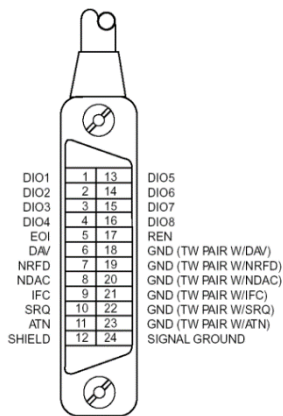 DIO1 1 13 DIO5
DIO2 2 14 DIO6
DIO3 3 15 DIO7
DIO4 4 16 DIO8
EOI 5 17 REN
DAV 6 18 GND (TW PAIR W/DAV)
NRFD 7 19 GND (TW PAIR W/NRFD)
NDAC 8 20 GND (TW PAIR W/NDAC)
IFC 9 21 GND (TW PAIR W/IFC)
SRQ 10 22 GND (TW PAIR W/SRQ)
ATN 11 23 GND (TW PAIR W/ATN)
SHIELD 12 24 SIGNAL GROUND